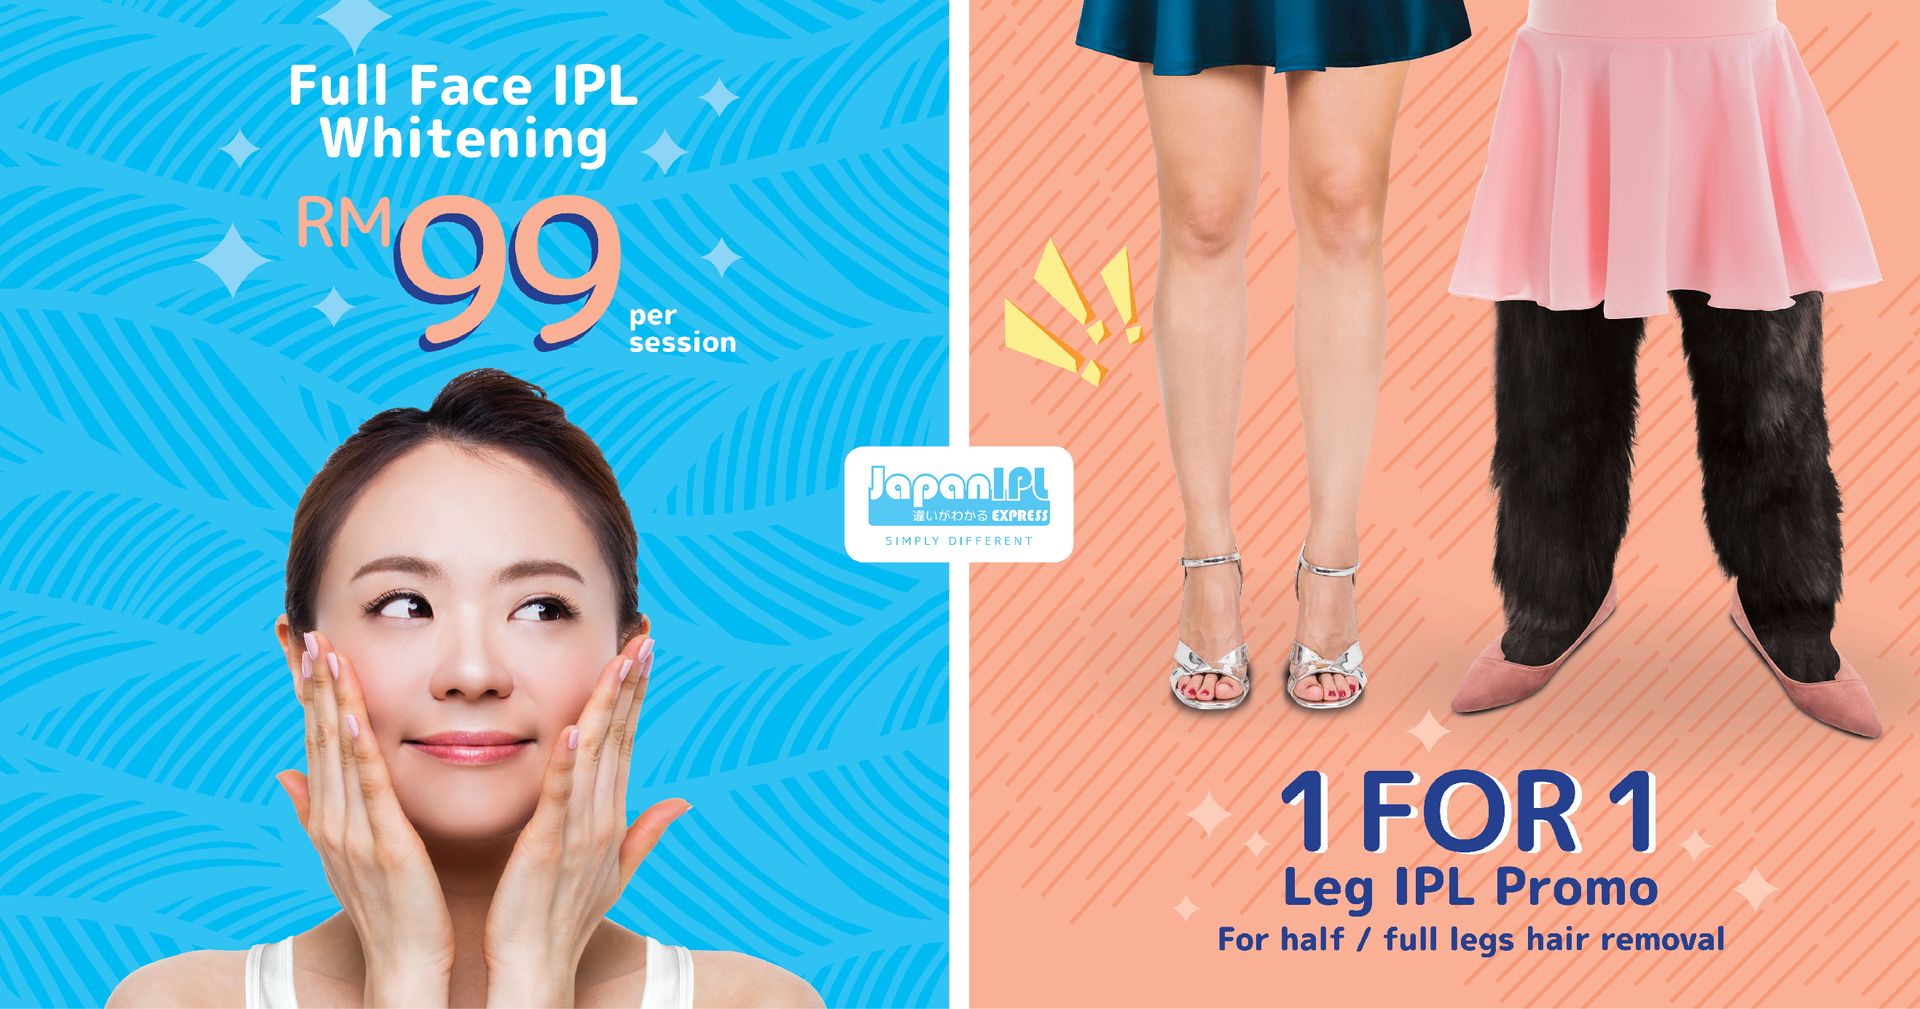 Full Face IPL
Whitening
RM99
per
session
JapanIPL
違いがわかる EXPRESS
SIMPLY DIFFERENT
1 FOR 1
Leg IPL Promo
For half / full legs hair removal